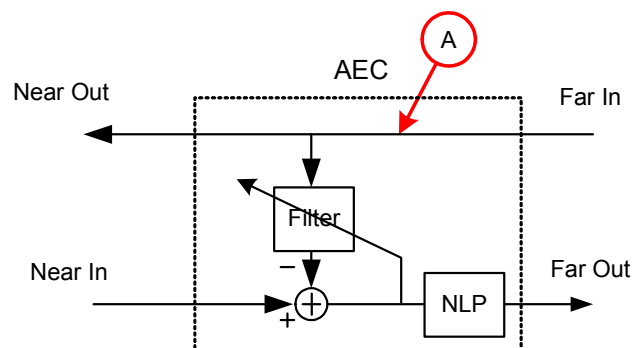 A
AEC
Near Out
Far In
Filter
−
Near In
+
+
NLP
Far Out